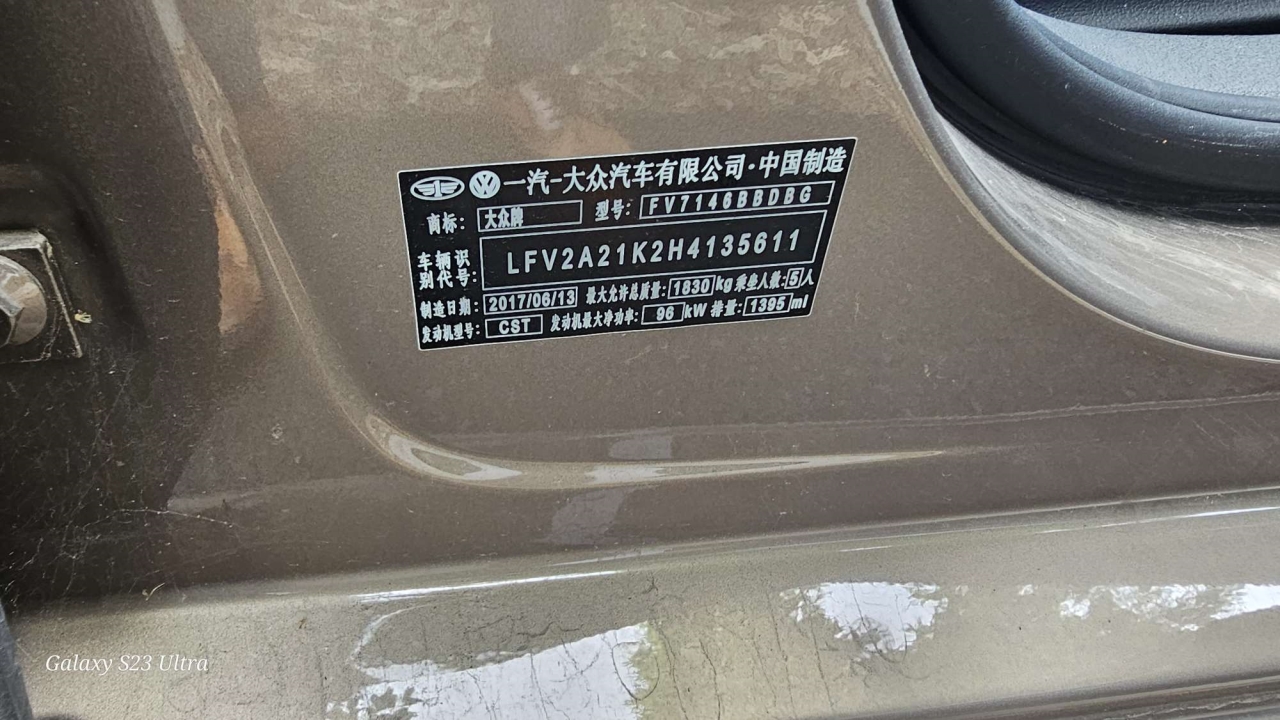 一汽-大众汽车有限公司·中国制造
商标: 大众牌 型号: FV7146BBDBG
车辆识别代号: LFV2A21K2H4135611
制造日期: 2017/06/13 最大允许总质量: 1830 kg 乘坐人数: 5 人
发动机型号: CST 发动机最大净功率: 96 kW 排量: 1395 ml
Galaxy S23 Ultra